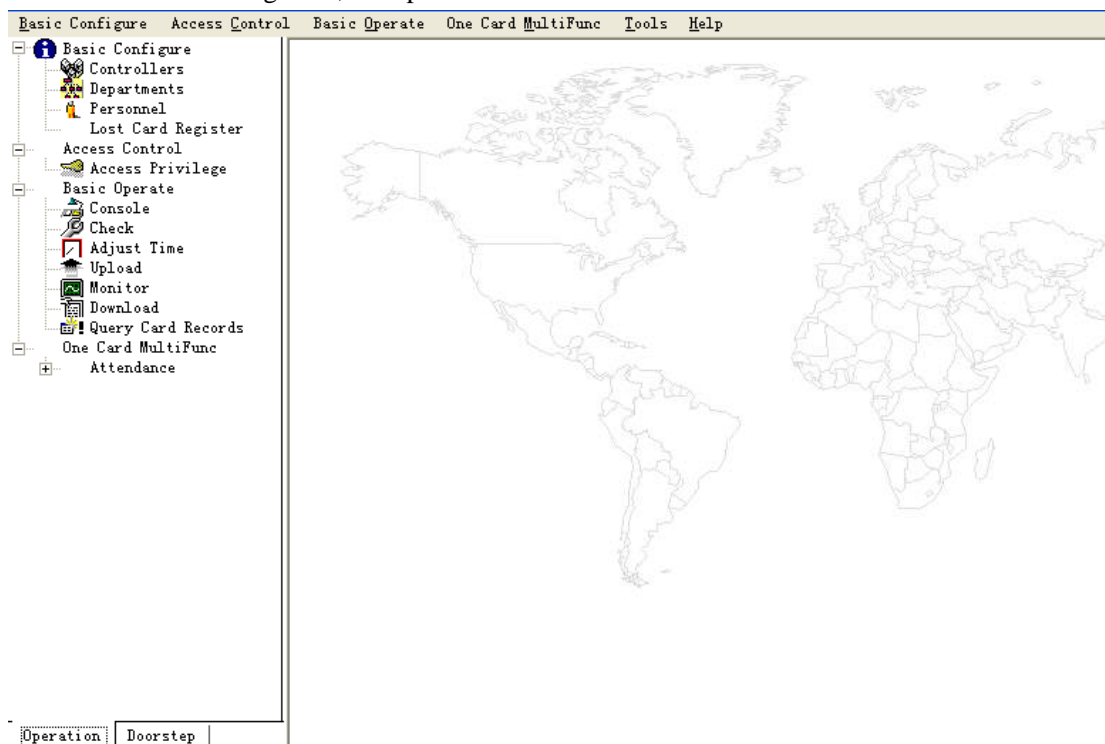 Basic Configure Access Control Basic Operate One Card MultiFunc Tools Help
Basic Configure
Controllers
Departments
Personnel
Lost Card Register
Access Control
Access Privilege
Basic Operate
Console
Check
Adjust Time
Upload
Monitor
Download
Query Card Records
One Card MultiFunc
Attendance
Operation Doorstep